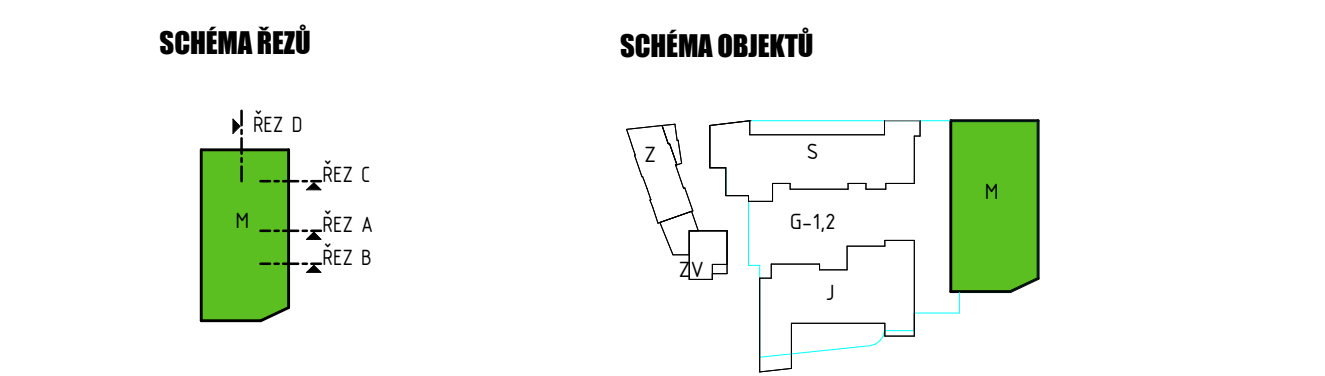 SCHÉMA ŘEZŮ
ŘEZ D
ŘEZ C
M
ŘEZ A
ŘEZ B
SCHÉMA OBJEKTŮ
Z
S
M
G-1,2
ZV
J